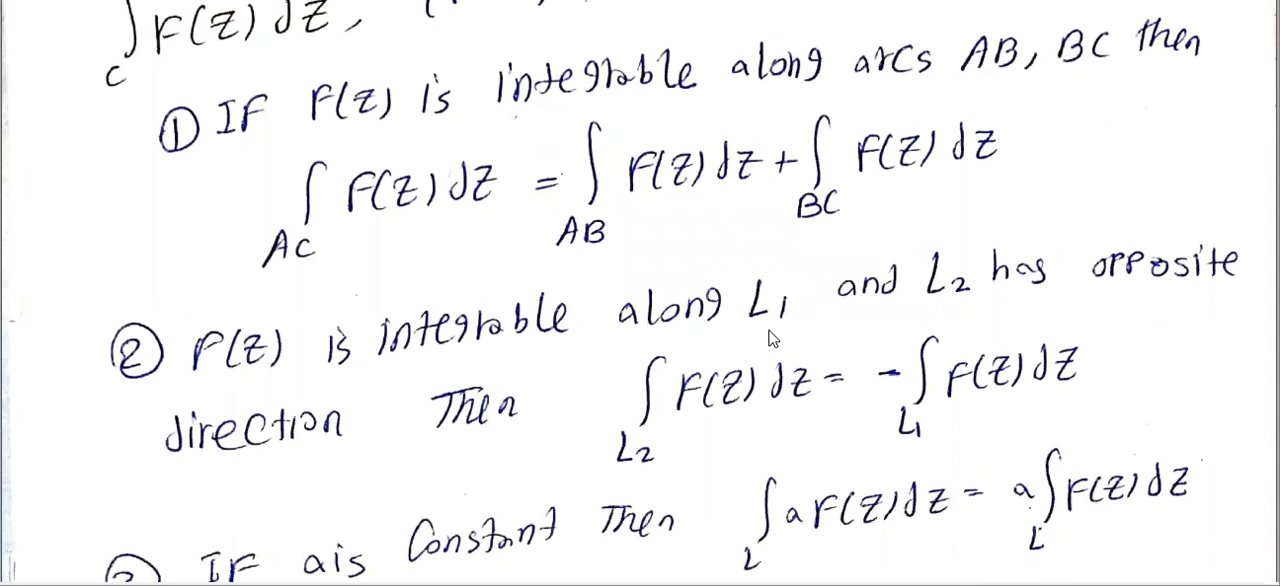 ∫ F(Z) dZ,
C
① IF F(Z) is integrable along arcs AB, BC then
∫ F(Z) dZ = ∫ F(Z) dZ + ∫ F(Z) dZ
AC AB BC
② F(Z) is integrable along L₁ and L₂ has opposite
direction Then ∫ F(Z) dZ = -∫ F(Z) dZ
L₂ L₁
IF a is Constant Then ∫ a F(Z) dZ = a ∫ F(Z) dZ
L L